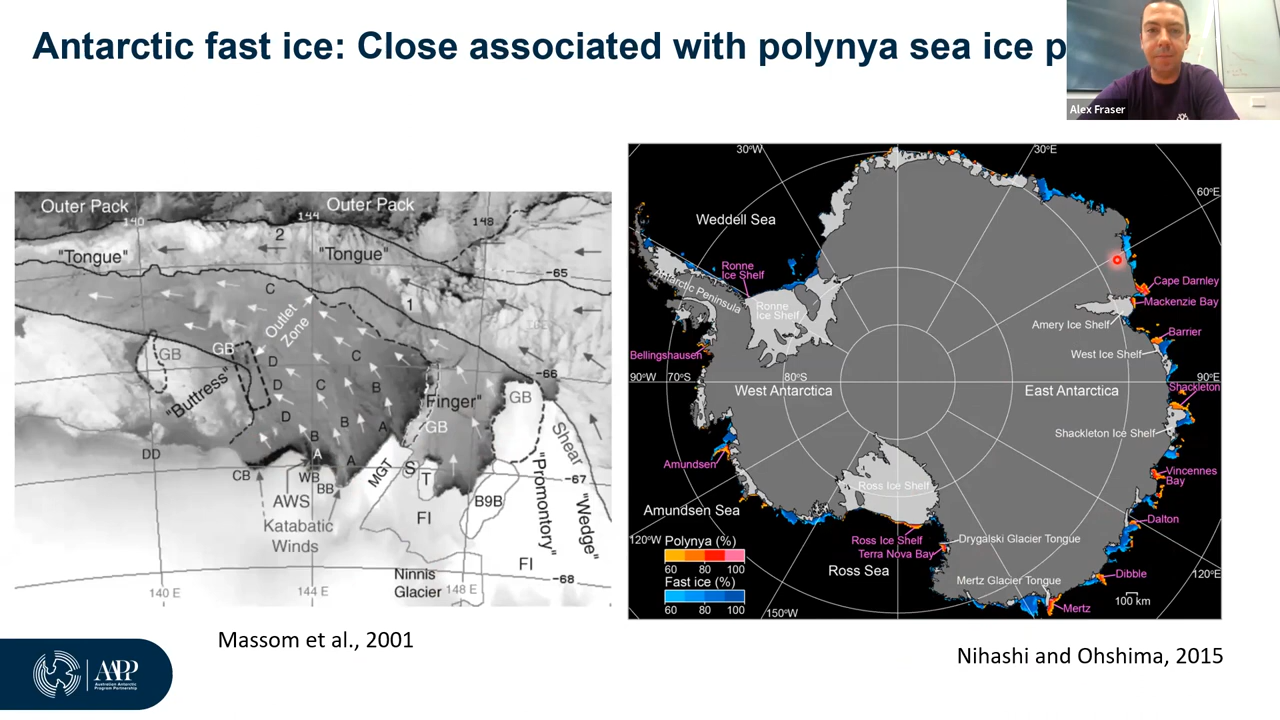 Antarctic fast ice: Close associated with polynya sea ice p
Alex Fraser
Outer Pack
Outer Pack
140
144
148
2
"Tongue"
"Tongue"
-65
C
1
Outlet
Zone
GB
GB
C
D
-66
D
C
B
"Finger"
GB
"Buttress"
D
B
A
GB
B
Shear
DD
A
A
S
CB
WB
MGT
T
-67
BB
AWS
B9B
"Promontory"
"Wedge"
Katabatic
Winds
FI
FI
Ninnis
Glacier
-68
140 E
144 E
148 E
Massom et al., 2001
30°W
30°E
60°E
Weddell Sea
Ronne
Ice Shelf
Antarctic Peninsula
Ronne
Ice Shelf
Cape Darnley
Mackenzie Bay
Amery Ice Shelf
Barrier
West Ice Shelf
Bellingshausen
90°W
70°S
80°S
90°E
West Antarctica
East Antarctica
Shackleton
Shackleton Ice Shelf
Amundsen
Vincennes
Bay
Ross Ice Shelf
Amundsen Sea
Dalton
120°W
Polynya (%)
60 80 100
Fast ice (%)
60 80 100
Ross Ice Shelf
Terra Nova Bay
Drygalski Glacier Tongue
Ross Sea
Mertz Glacier Tongue
Dibble
120°E
100 km
Mertz
150°W
Nihashi and Ohshima, 2015
AAPP
Australian Antarctic
Program Partnership